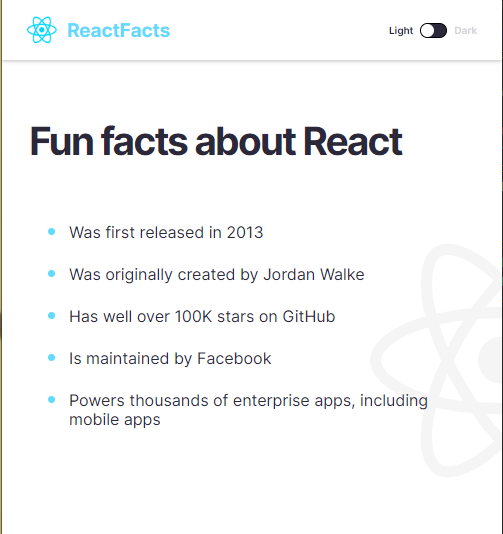 ReactFacts
Light
Dark
Fun facts about React
Was first released in 2013
Was originally created by Jordan Walke
Has well over 100K stars on GitHub
Is maintained by Facebook
Powers thousands of enterprise apps, including
mobile apps